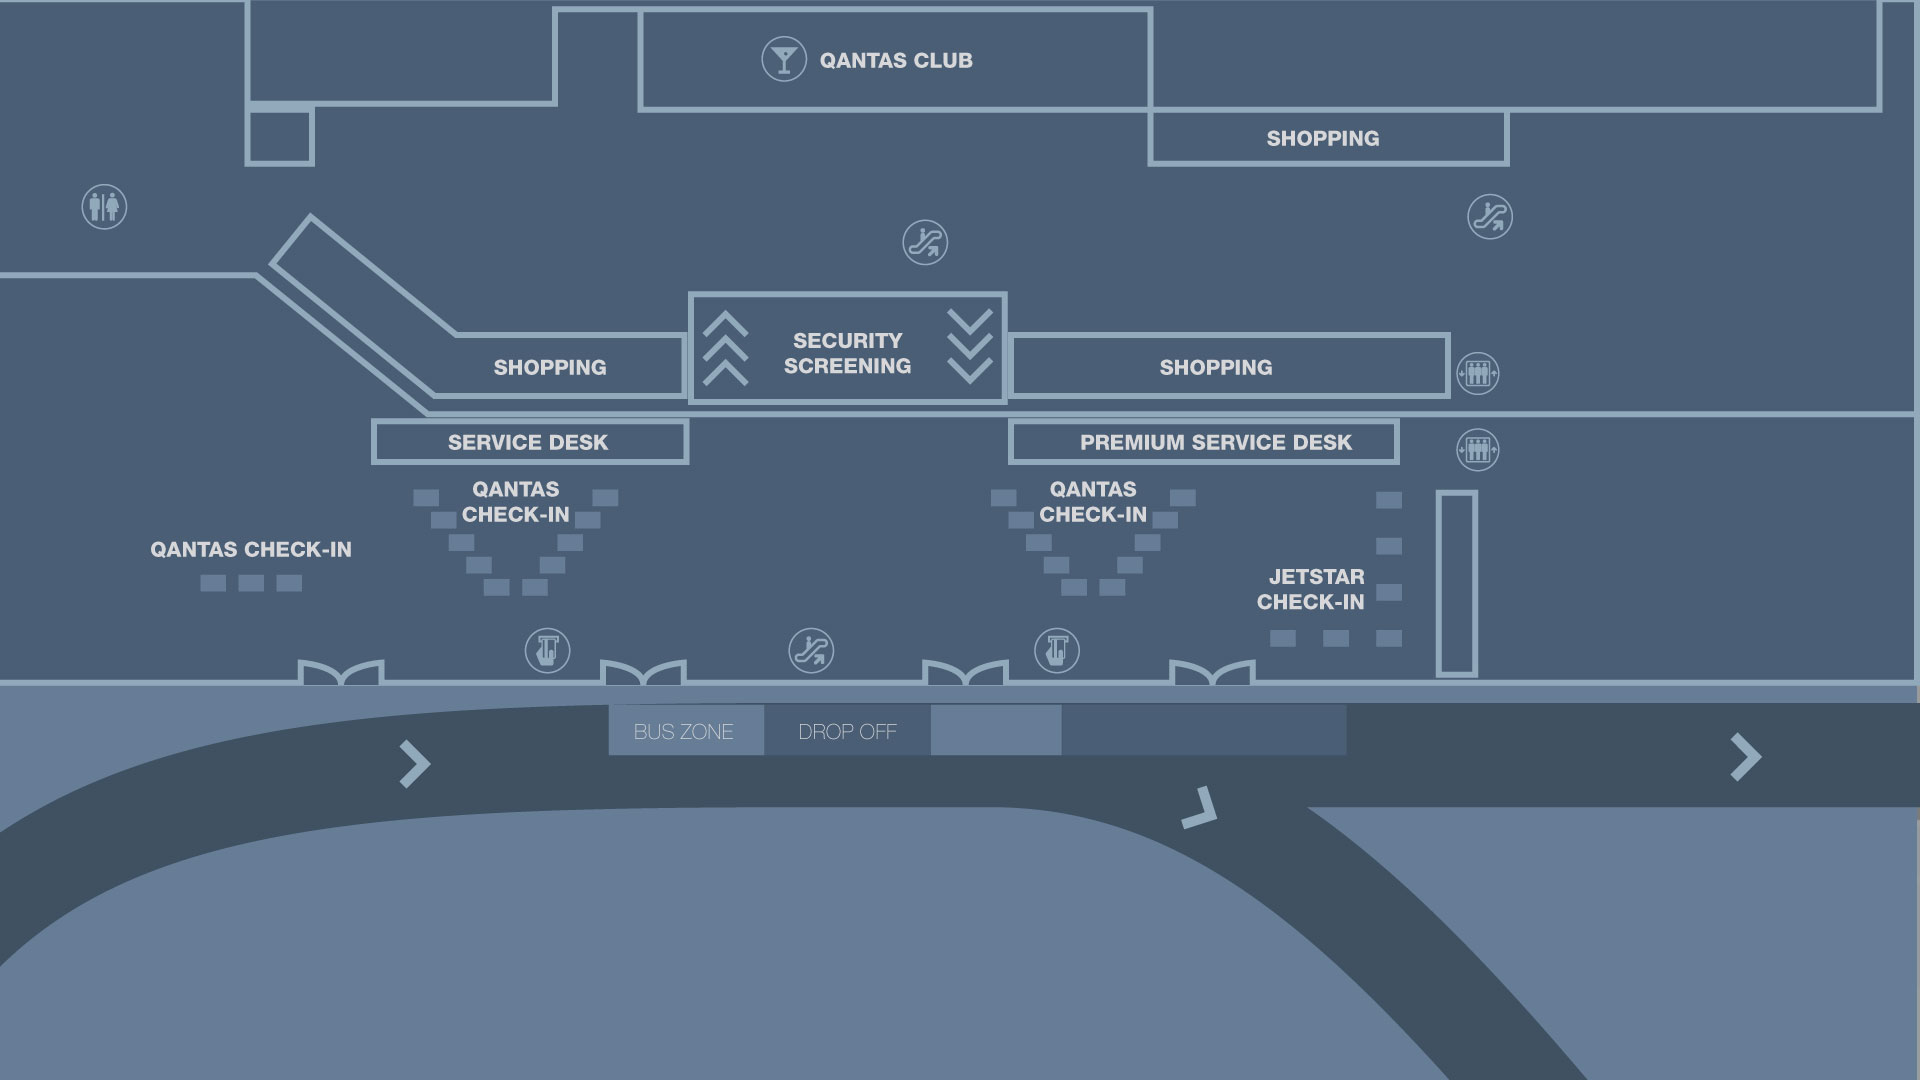 QANTAS CLUB
SHOPPING
SECURITY
SCREENING
SHOPPING
SHOPPING
SERVICE DESK
PREMIUM SERVICE DESK
QANTAS
CHECK-IN
QANTAS
CHECK-IN
QANTAS CHECK-IN
JETSTAR
CHECK-IN
BUS ZONE
DROP OFF